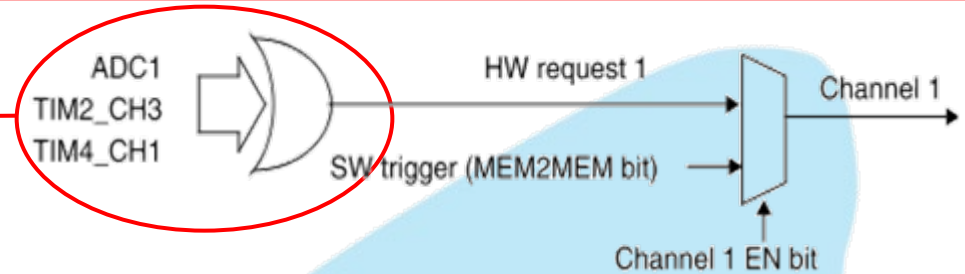 ADC1
TIM2_CH3
TIM4_CH1
HW request 1
SW trigger (MEM2MEM bit)
Channel 1
Channel 1 EN bit